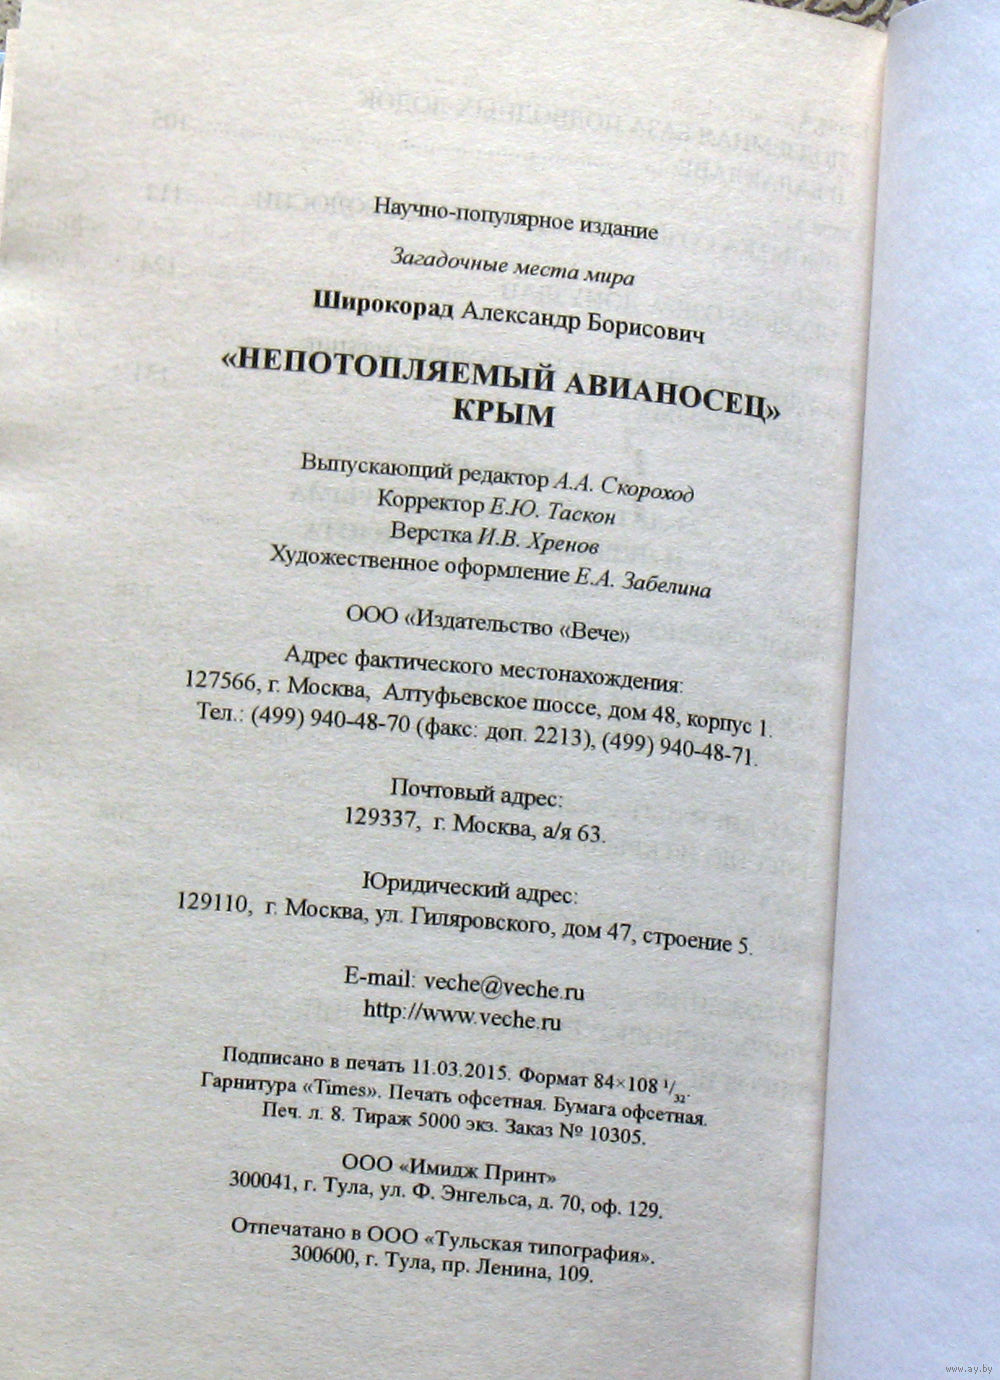 Научно-популярное издание
Загадочные места мира
Широкорад Александр Борисович
«НЕПОТОПЛЯЕМЫЙ АВИАНОСЕЦ»
КРЫМ
Выпускающий редактор А.А. Скороход
Корректор Е.Ю. Таскон
Верстка И.В. Хренов
Художественное оформление Е.А. Забелина
ООО «Издательство «Вече»
Адрес фактического местонахождения:
127566, г. Москва, Алтуфьевское шоссе, дом 48, корпус 1.
Тел.: (499) 940-48-70 (факс: доп. 2213), (499) 940-48-71.
Почтовый адрес:
129337, г. Москва, а/я 63.
Юридический адрес:
129110, г. Москва, ул. Гиляровского, дом 47, строение 5.
E-mail: veche@veche.ru
http://www.veche.ru
Подписано в печать 11.03.2015. Формат 84×108 1/32.
Гарнитура «Times». Печать офсетная. Бумага офсетная.
Печ. л. 8. Тираж 5000 экз. Заказ № 10305.
ООО «Имидж Принт»
300041, г. Тула, ул. Ф. Энгельса, д. 70, оф. 129.
Отпечатано в ООО «Тульская типография».
300600, г. Тула, пр. Ленина, 109.
www.ay.by